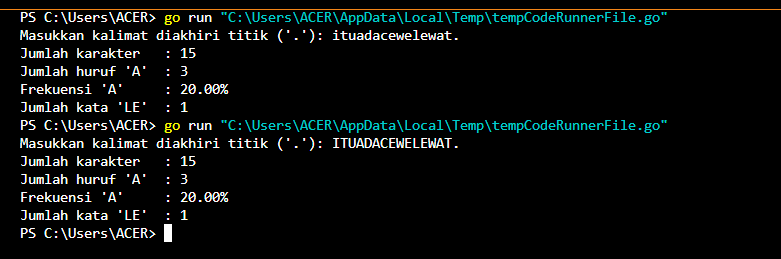 PS C:\Users\ACER> go run "C:\Users\ACER\AppData\Local\Temp\tempCodeRunnerFile.go"
Masukkan kalimat diakhiri titik ('.'): ituadacewelewat.
Jumlah karakter   : 15
Jumlah huruf 'A'  : 3
Frekuensi 'A'     : 20.00%
Jumlah kata 'LE'  : 1
PS C:\Users\ACER> go run "C:\Users\ACER\AppData\Local\Temp\tempCodeRunnerFile.go"
Masukkan kalimat diakhiri titik ('.'): ITUADACEWELEWAT.
Jumlah karakter   : 15
Jumlah huruf 'A'  : 3
Frekuensi 'A'     : 20.00%
Jumlah kata 'LE'  : 1
PS C:\Users\ACER>